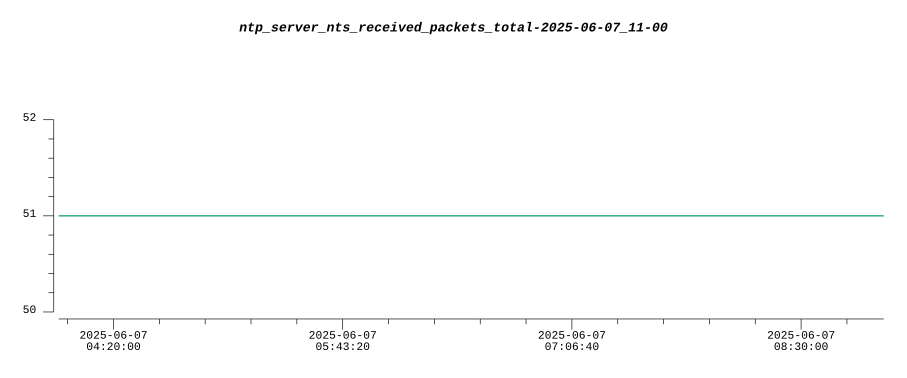 ntp_server_nts_received_packets_total-2025-06-07_11-00
52
51
50
2025-06-07 2025-06-07 2025-06-07 2025-06-07
04:20:00 05:43:20 07:06:40 08:30:00